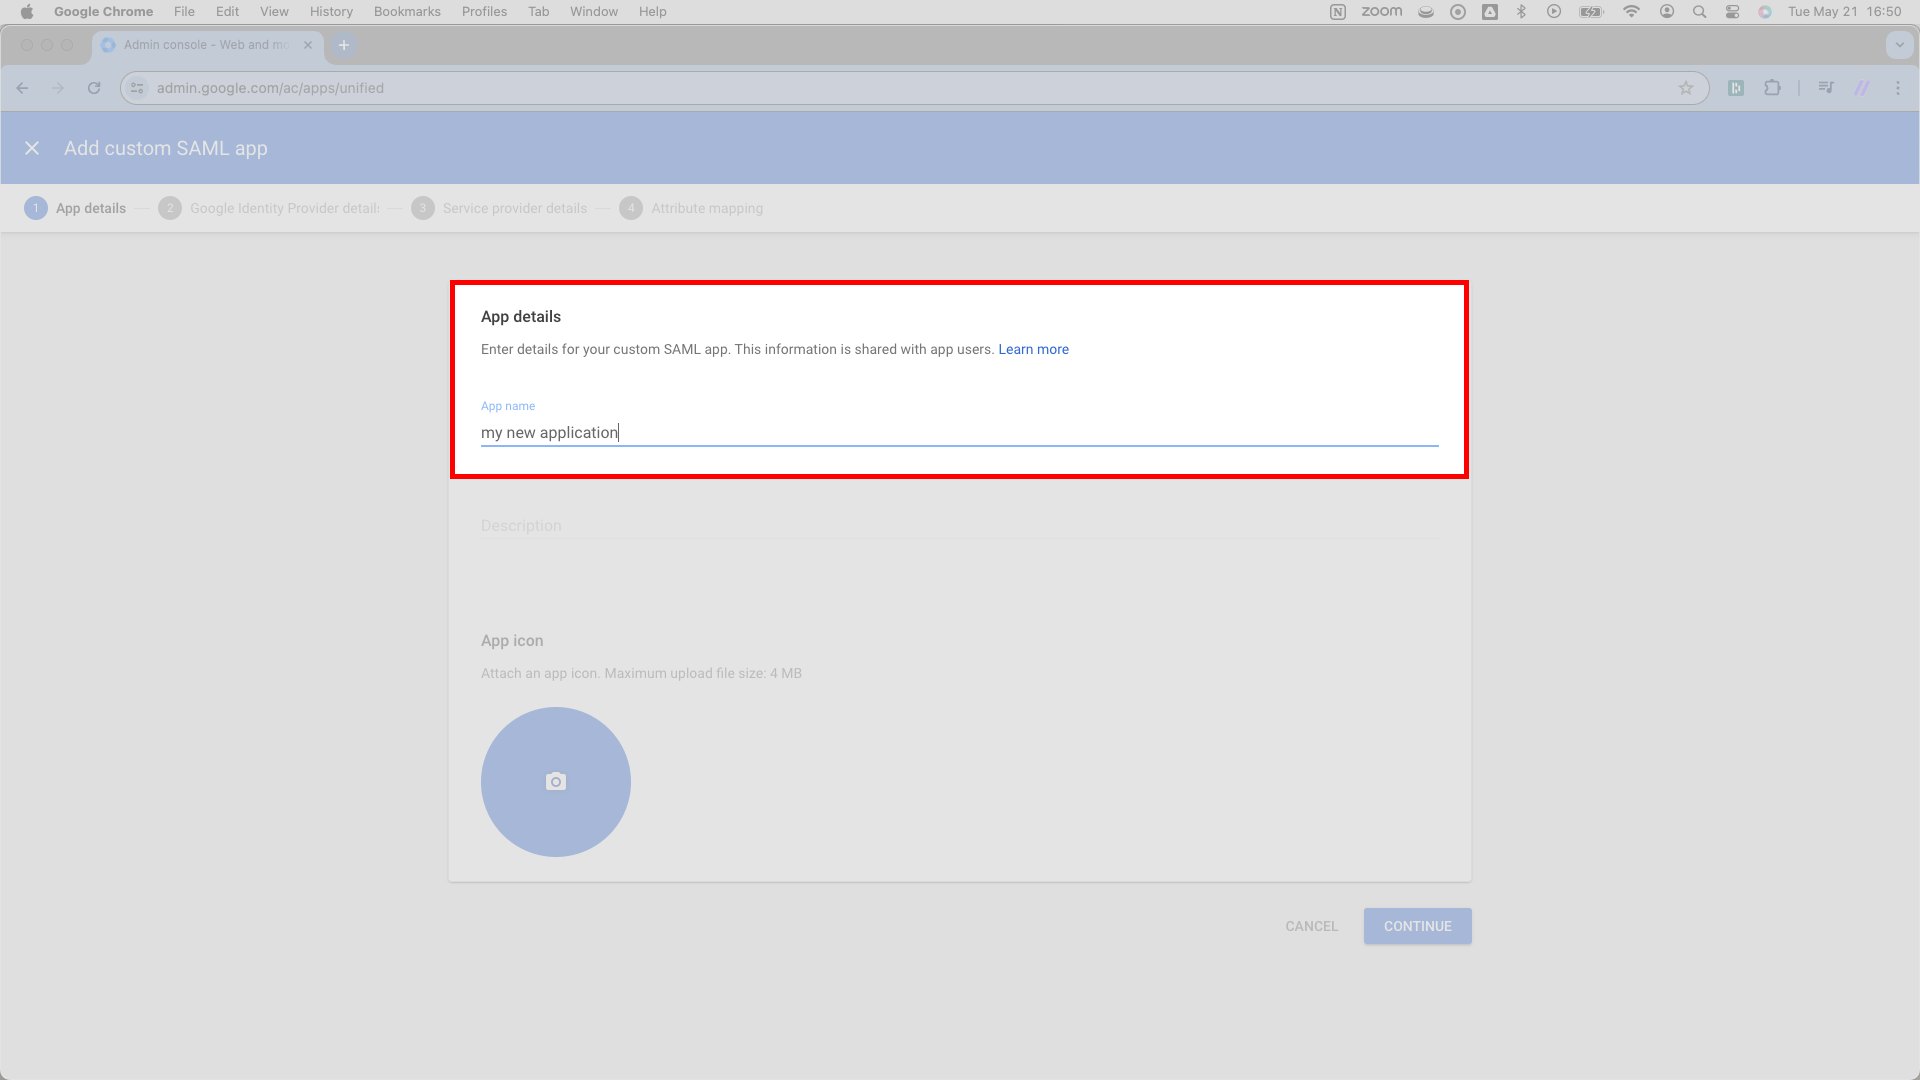 Google Chrome File Edit View History Bookmarks Profiles Tab Window Help zoom Tue May 21 16:50
Admin console - Web and mo
admin.google.com/ac/apps/unified
Add custom SAML app
1 App details 2 Google Identity Provider details 3 Service provider details 4 Attribute mapping
App details
Enter details for your custom SAML app. This information is shared with app users. Learn more
App name
my new application
Description
App icon
Attach an app icon. Maximum upload file size: 4 MB
CANCEL CONTINUE